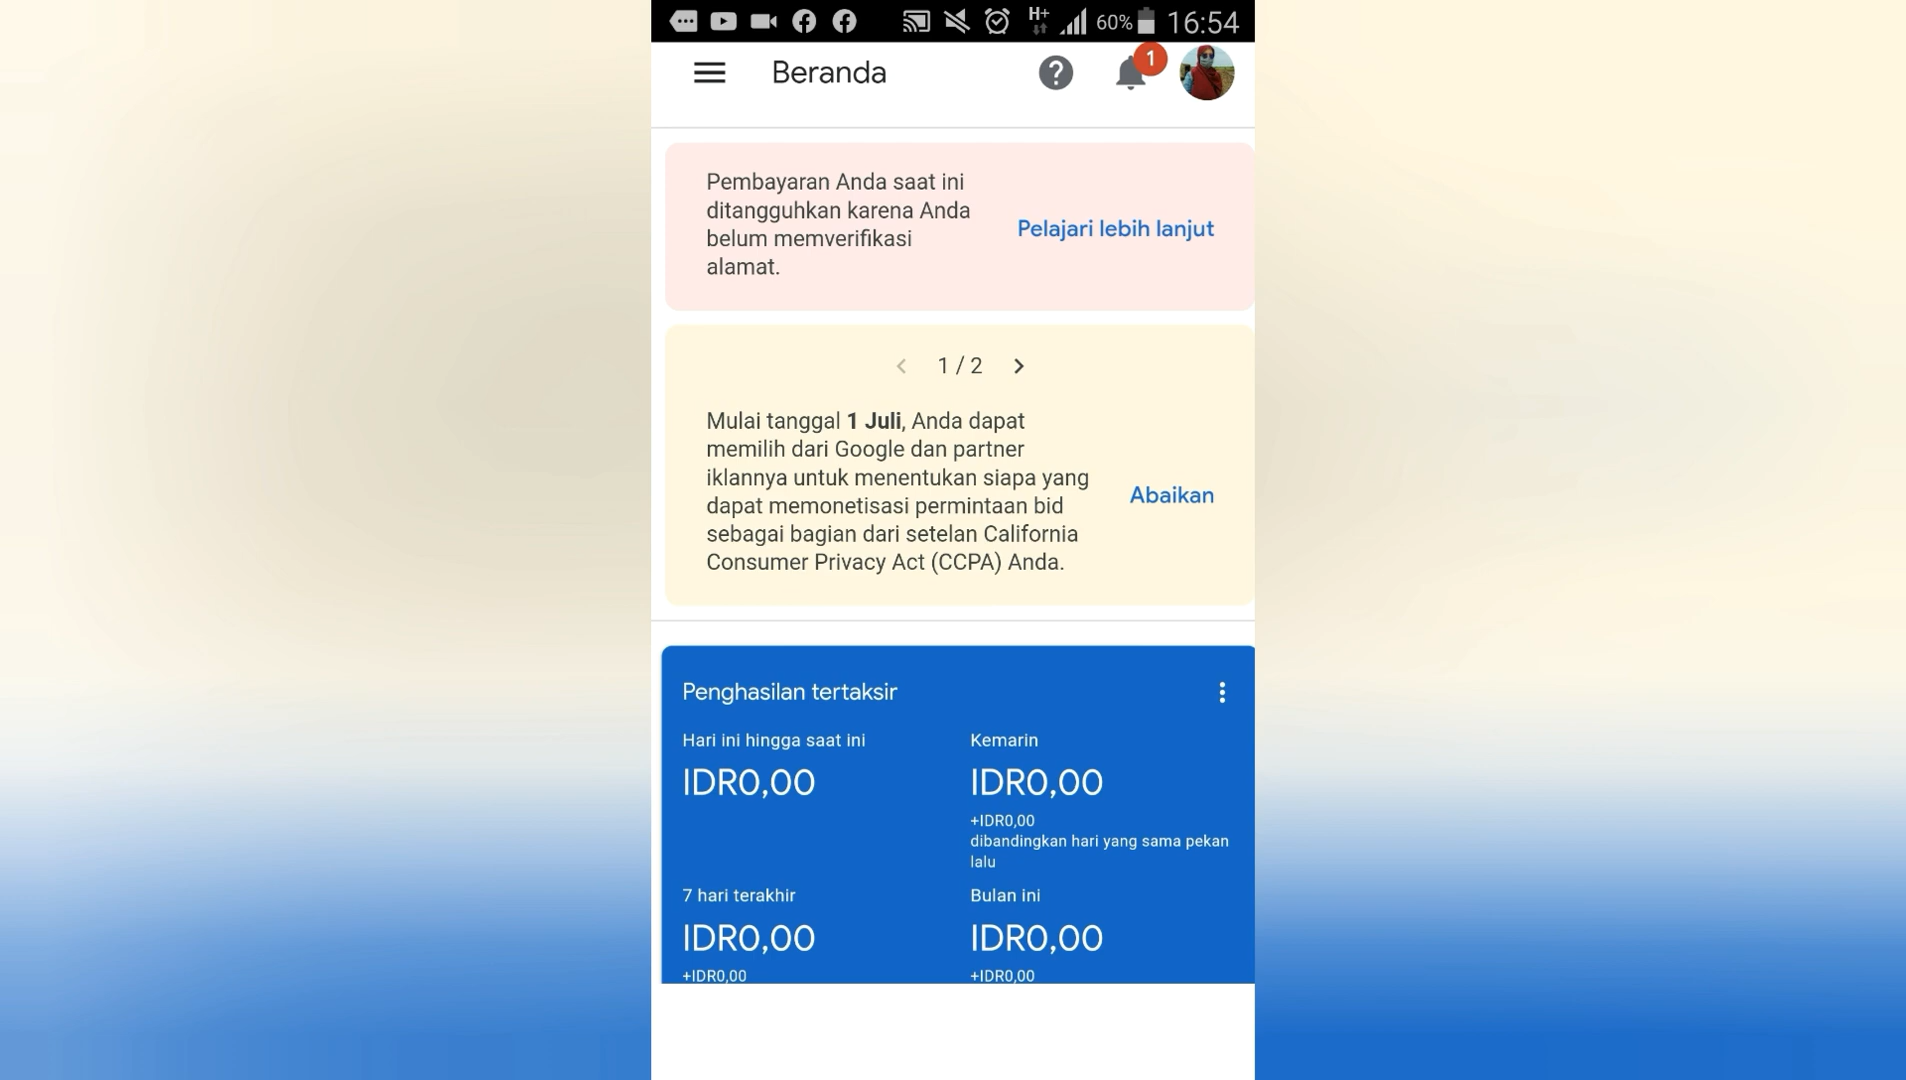 H+ 60% 16:54
Beranda
1
Pembayaran Anda saat ini
ditangguhkan karena Anda
belum memverifikasi
alamat.
Pelajari lebih lanjut
1 / 2
Mulai tanggal 1 Juli, Anda dapat
memilih dari Google dan partner
iklannya untuk menentukan siapa yang
dapat memonetisasi permintaan bid
sebagai bagian dari setelan California
Consumer Privacy Act (CCPA) Anda.
Abaikan
Penghasilan tertaksir
Hari ini hingga saat ini
IDR0,00
Kemarin
IDR0,00
+IDR0,00
dibandingkan hari yang sama pekan
lalu
7 hari terakhir
IDR0,00
+IDR0,00
Bulan ini
IDR0,00
+IDR0,00